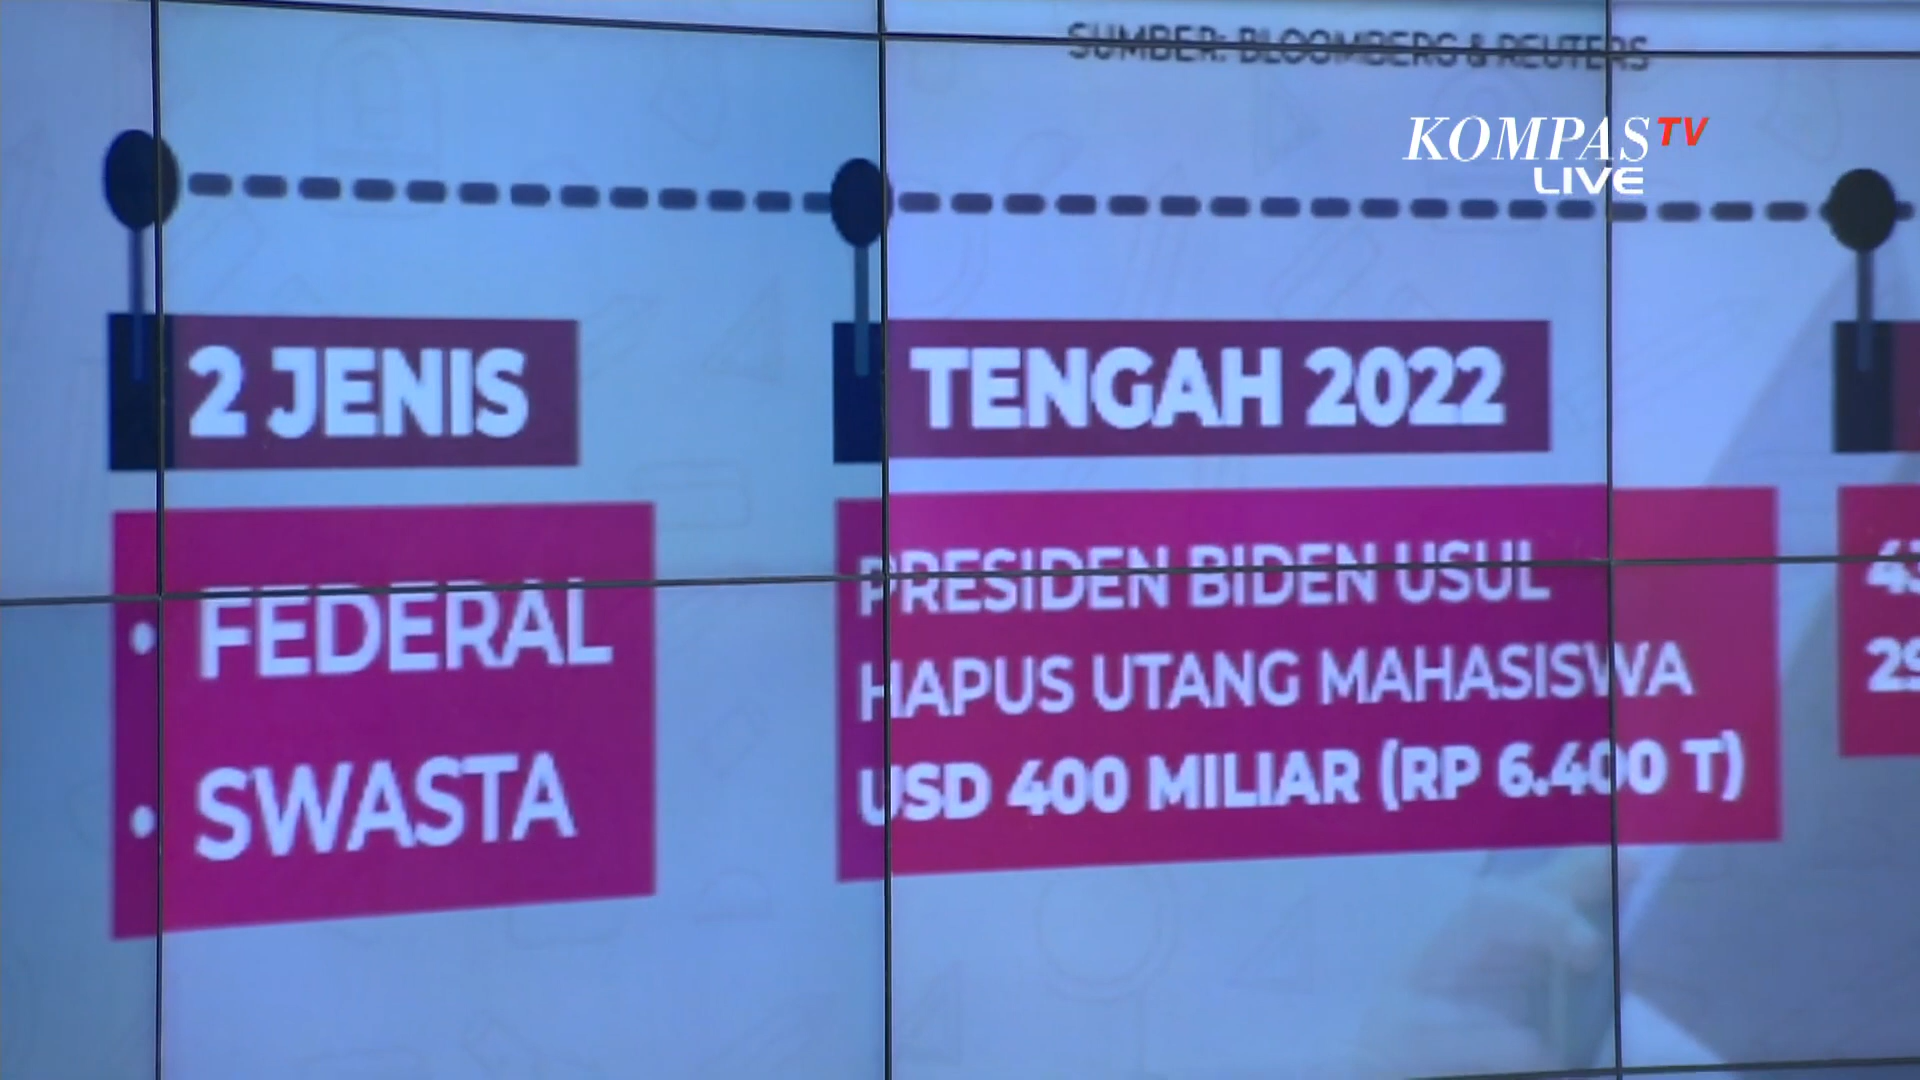 SUMBER: BLOOMBERG & REUTERS
KOMPAS TV
LIVE
2 JENIS
• FEDERAL
• SWASTA
TENGAH 2022
PRESIDEN BIDEN USUL
HAPUS UTANG MAHASISWA
USD 400 MILIAR (RP 6.400 T)